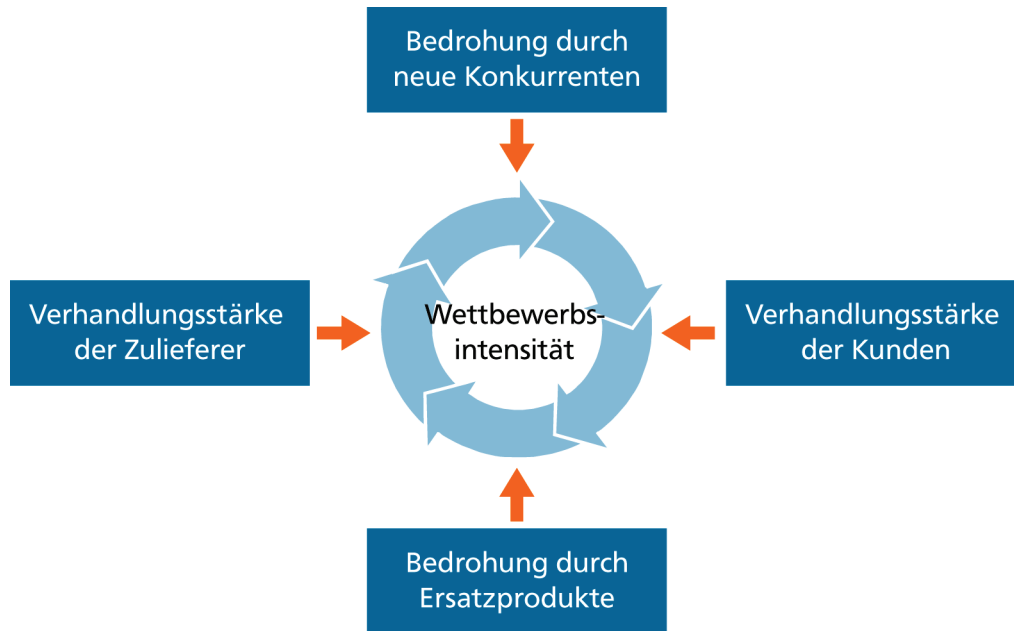 Bedrohung durch
neue Konkurrenten
Verhandlungsstärke
der Zulieferer
Wettbewerbs-
intensität
Verhandlungsstärke
der Kunden
Bedrohung durch
Ersatzprodukte